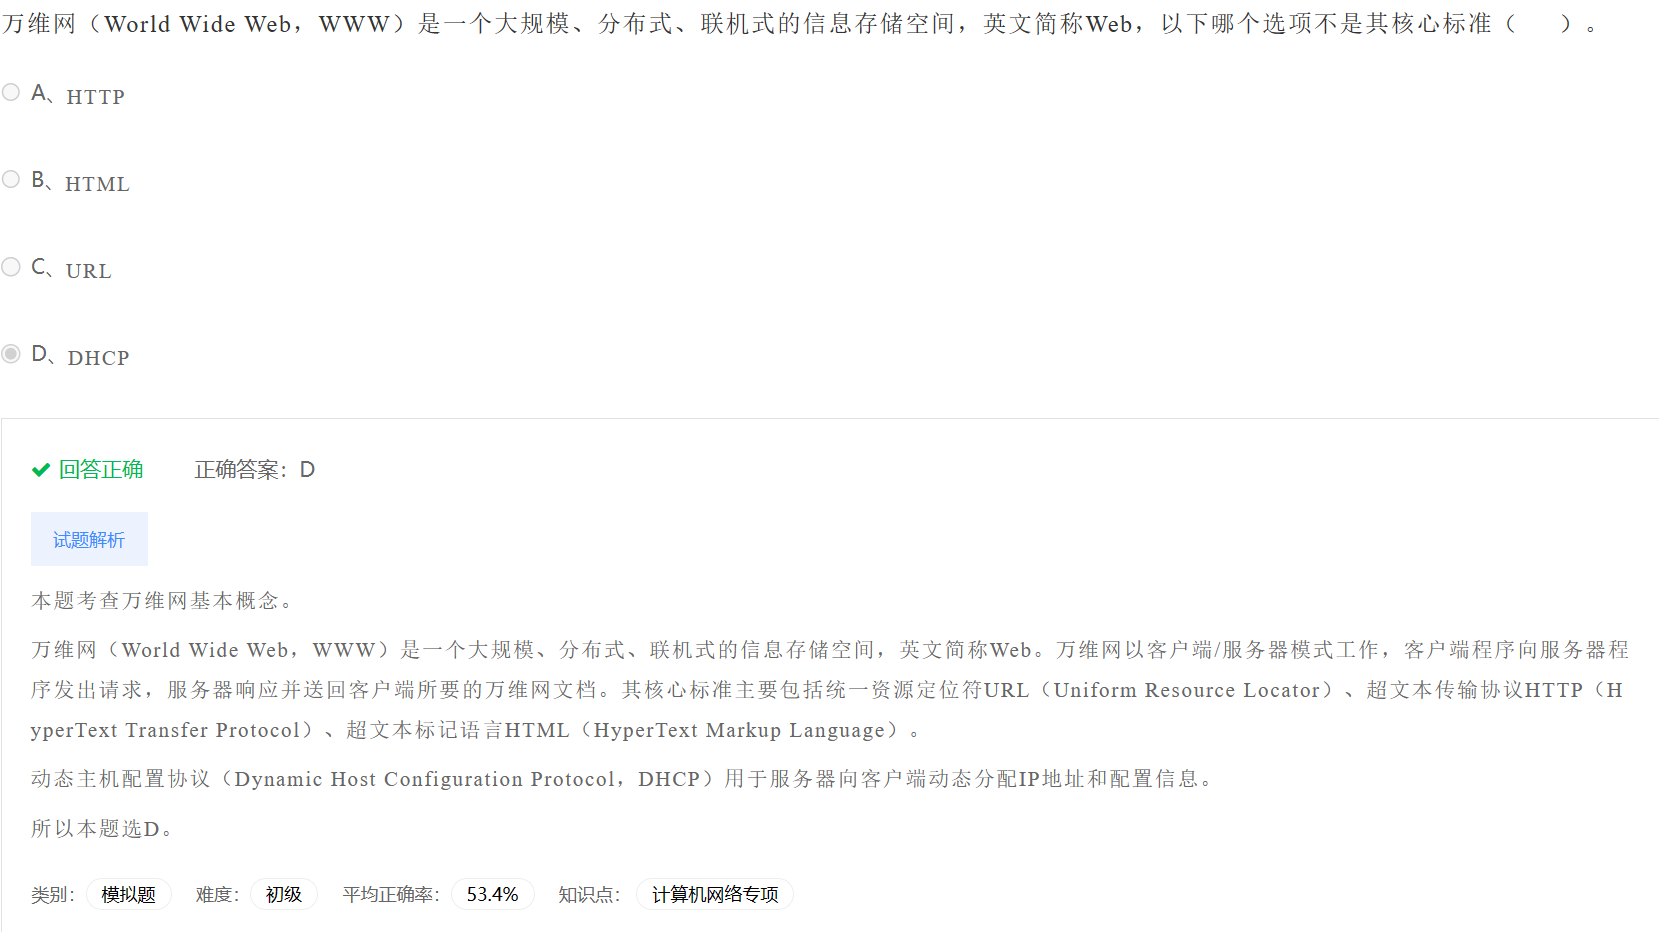 万维网（World Wide Web，WWW）是一个大规模、分布式、联机式的信息存储空间，英文简称Web，以下哪个选项不是其核心标准（　　）。
A、HTTP
B、HTML
C、URL
D、DHCP
回答正确　正确答案：D
试题解析
本题考查万维网基本概念。
万维网（World Wide Web，WWW）是一个大规模、分布式、联机式的信息存储空间，英文简称Web。万维网以客户端/服务器模式工作，客户端程序向服务器程
序发出请求，服务器响应并送回客户端所要的万维网文档。其核心标准主要包括统一资源定位符URL（Uniform Resource Locator）、超文本传输协议HTTP（H
yperText Transfer Protocol）、超文本标记语言HTML（HyperText Markup Language）。
动态主机配置协议（Dynamic Host Configuration Protocol，DHCP）用于服务器向客户端动态分配IP地址和配置信息。
所以本题选D。
类别：模拟题　难度：初级　平均正确率：53.4%　知识点：计算机网络专项